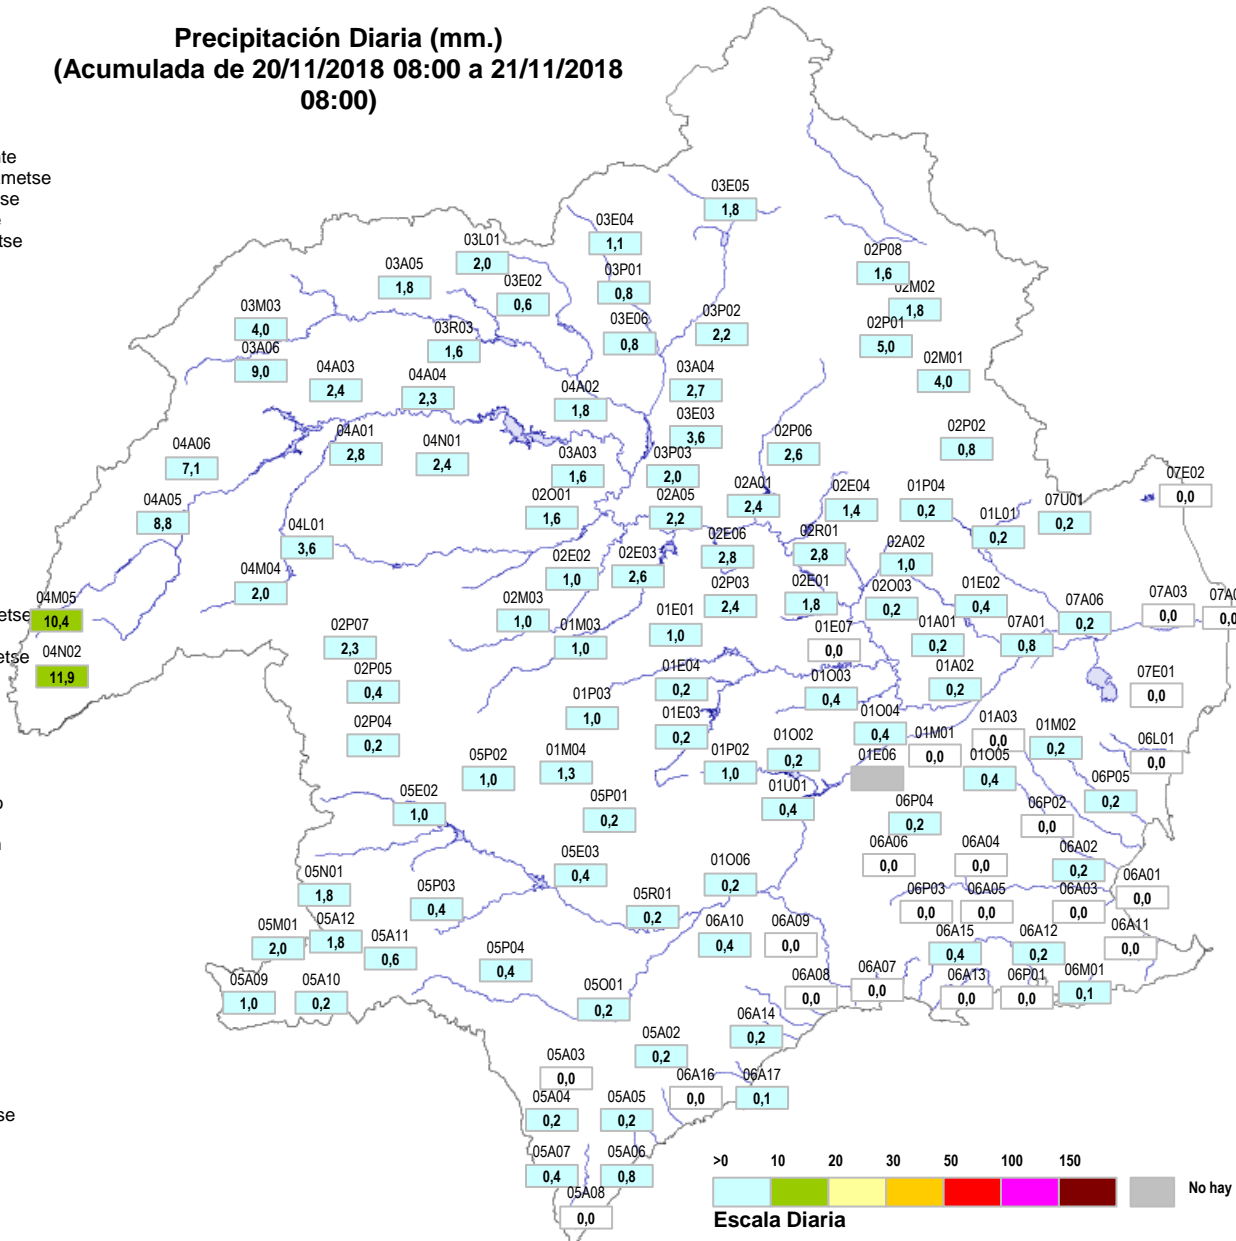 Precipitación Diaria (mm.)
(Acumulada de 20/11/2018 08:00 a 21/11/2018
08:00)
03E05
1,8
03E04
1,1
03L01
2,0
03A05
1,8
03E02
0,6
03P01
0,8
02P08
1,6
02M02
1,8
03M03
4,0
03R03
1,6
03E06
0,8
03P02
2,2
02P01
5,0
03A06
9,0
04A03
2,4
04A04
2,3
04A02
1,8
03A04
2,7
02M01
4,0
03E03
3,6
04A06
7,1
04A01
2,8
04N01
2,4
03A03
1,6
03P03
2,0
02P06
2,6
02P02
0,8
07E02
0,0
04A05
8,8
02O01
1,6
02A05
2,2
02A01
2,4
02E04
1,4
01P04
0,2
01L01
0,2
07U01
0,2
04L01
3,6
02E02
1,0
02E03
2,6
02E06
2,8
02R01
2,8
02A02
1,0
04M04
2,0
04M05
10,4
02M03
1,0
02P03
2,4
02E01
1,8
02O03
0,2
01E02
0,4
07A06
0,2
07A03
0,0
0,0
02P07
2,3
01M03
1,0
01E01
1,0
01E07
0,0
01A01
0,2
07A01
0,8
04N02
11,9
02P05
0,4
01E04
0,2
01O03
0,4
01A02
0,2
07E01
0,0
01P03
1,0
02P04
0,2
01E03
0,2
01O04
0,4
01M01
0,0
01A03
0,0
01M02
0,2
06L01
0,0
05P02
1,0
01M04
1,3
01P02
1,0
01O02
0,2
01E06
01O05
0,4
06P05
0,2
05E02
1,0
05P01
0,2
01U01
0,4
06P04
0,2
06P02
0,0
05E03
0,4
01O06
0,2
06A06
0,0
06A04
0,0
06A02
0,2
06A01
0,0
05N01
1,8
05P03
0,4
05R01
0,2
06P03
0,0
06A05
0,0
06A03
0,0
05M01
2,0
05A12
1,8
05A11
0,6
06A10
0,4
06A09
0,0
06A15
0,4
06A12
0,2
06A11
0,0
05P04
0,4
05A09
1,0
05A10
0,2
05O01
0,2
06A08
0,0
06A07
0,0
06A13
0,0
06P01
0,0
06M01
0,1
06A14
0,2
05A02
0,2
05A03
0,0
06A16
0,0
06A17
0,1
05A04
0,2
05A05
0,2
05A07
0,4
05A06
0,8
05A08
0,0
>0 10 20 30 50 100 150
No hay
Escala Diaria